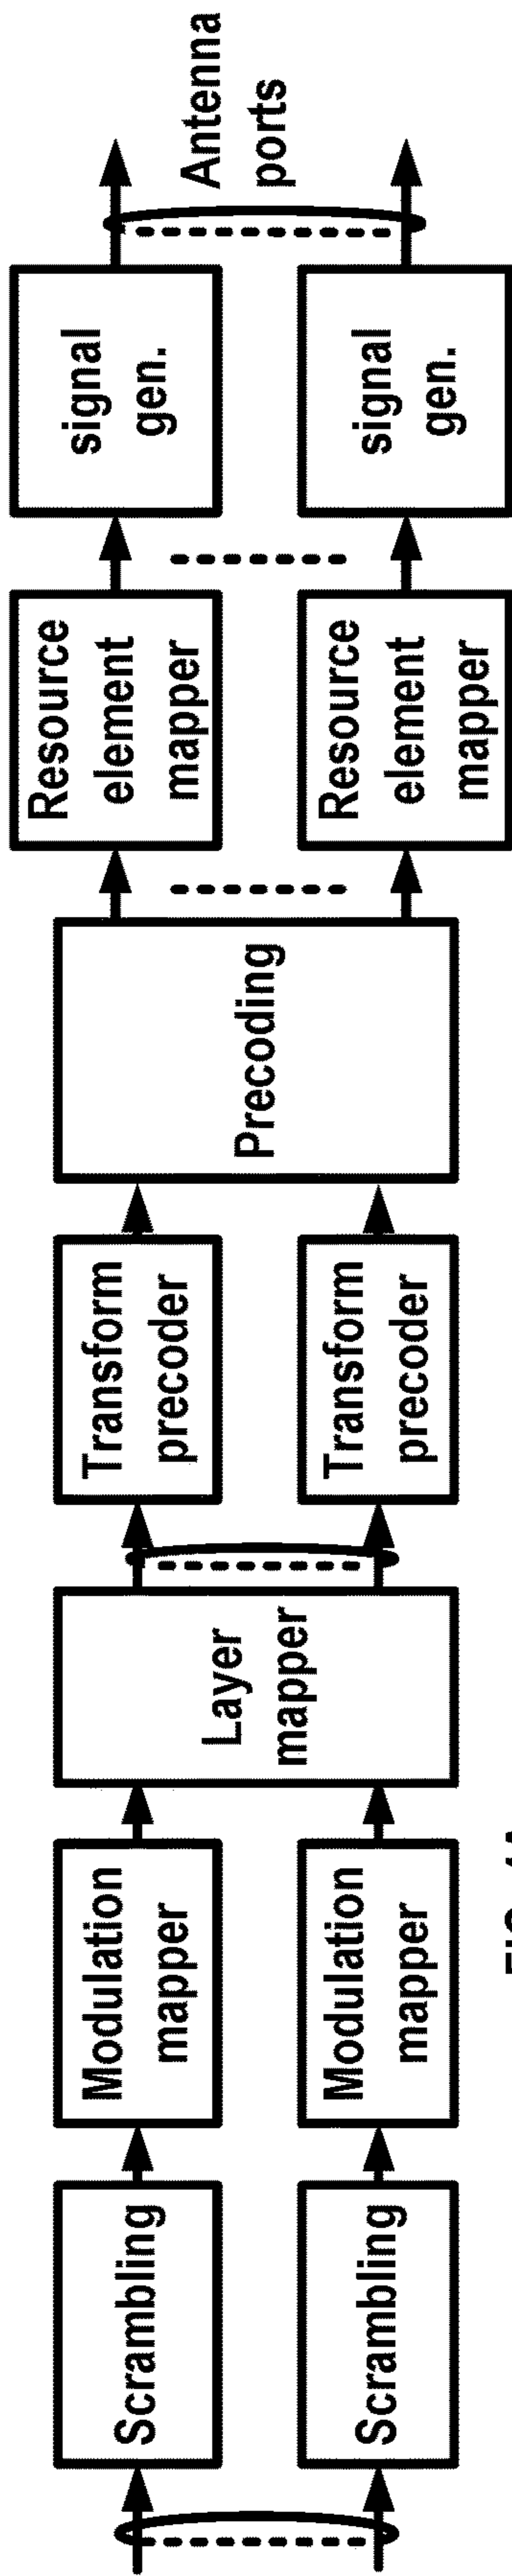 Scrambling
Scrambling
Modulation
mapper
Modulation
mapper
Layer
mapper
Transform
precoder
Transform
precoder
Precoding
Resource
element
mapper
Resource
element
mapper
signal
gen.
signal
gen.
Antenna
ports